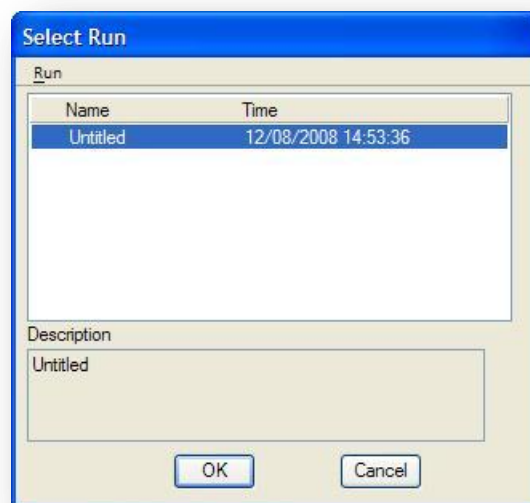 Select Run
Run
Name Time
Untitled 12/08/2008 14:53:36
Description
Untitled
OK Cancel